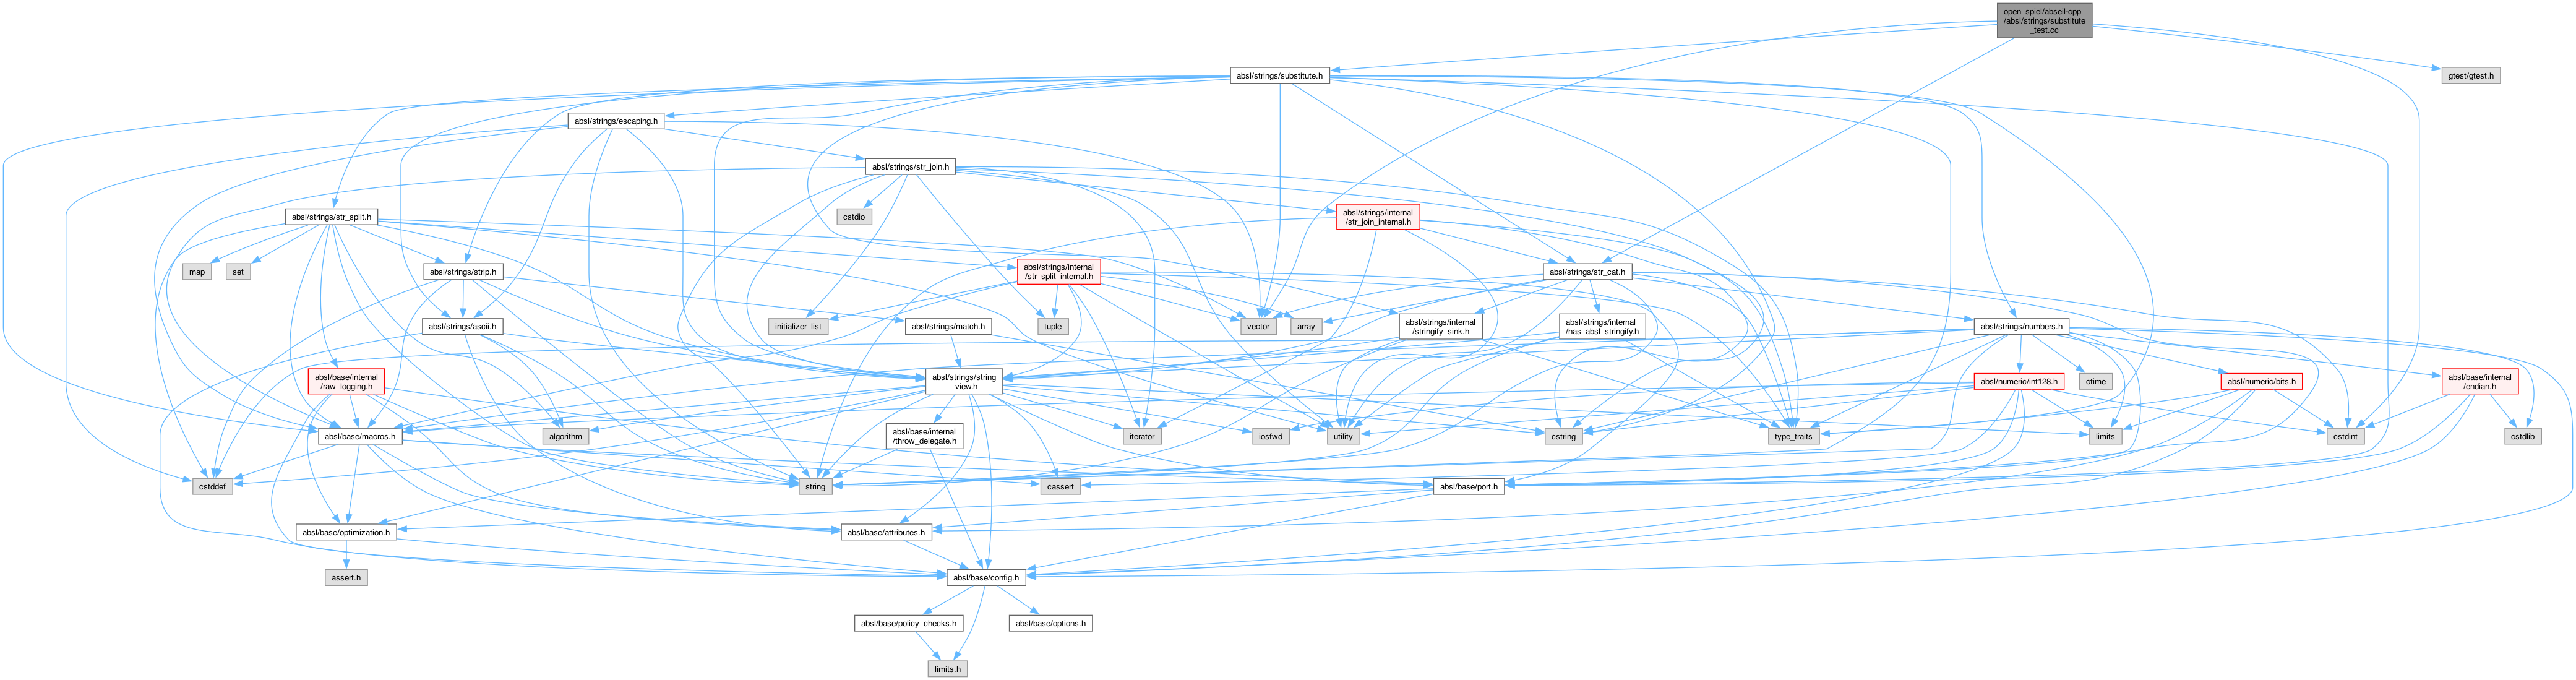 open_spiel/abseil-cpp
/absl/strings/substitute
_test.cc
absl/strings/substitute.h
gtest/gtest.h
absl/strings/escaping.h
absl/strings/str_join.h
absl/strings/str_split.h
cstdio
absl/strings/internal
/str_join_internal.h
map
set
absl/strings/strip.h
absl/strings/internal
/str_split_internal.h
absl/strings/str_cat.h
absl/strings/ascii.h
initializer_list
absl/strings/match.h
tuple
vector
array
absl/strings/internal
/stringify_sink.h
absl/strings/internal
/has_absl_stringify.h
absl/strings/numbers.h
absl/base/internal
/raw_logging.h
absl/strings/string
_view.h
absl/numeric/int128.h
ctime
absl/numeric/bits.h
absl/base/internal
/endian.h
absl/base/macros.h
algorithm
absl/base/internal
/throw_delegate.h
iterator
iosfwd
utility
cstring
type_traits
limits
cstdint
cstdlib
cstddef
string
cassert
absl/base/port.h
absl/base/optimization.h
absl/base/attributes.h
assert.h
absl/base/config.h
absl/base/policy_checks.h
absl/base/options.h
limits.h